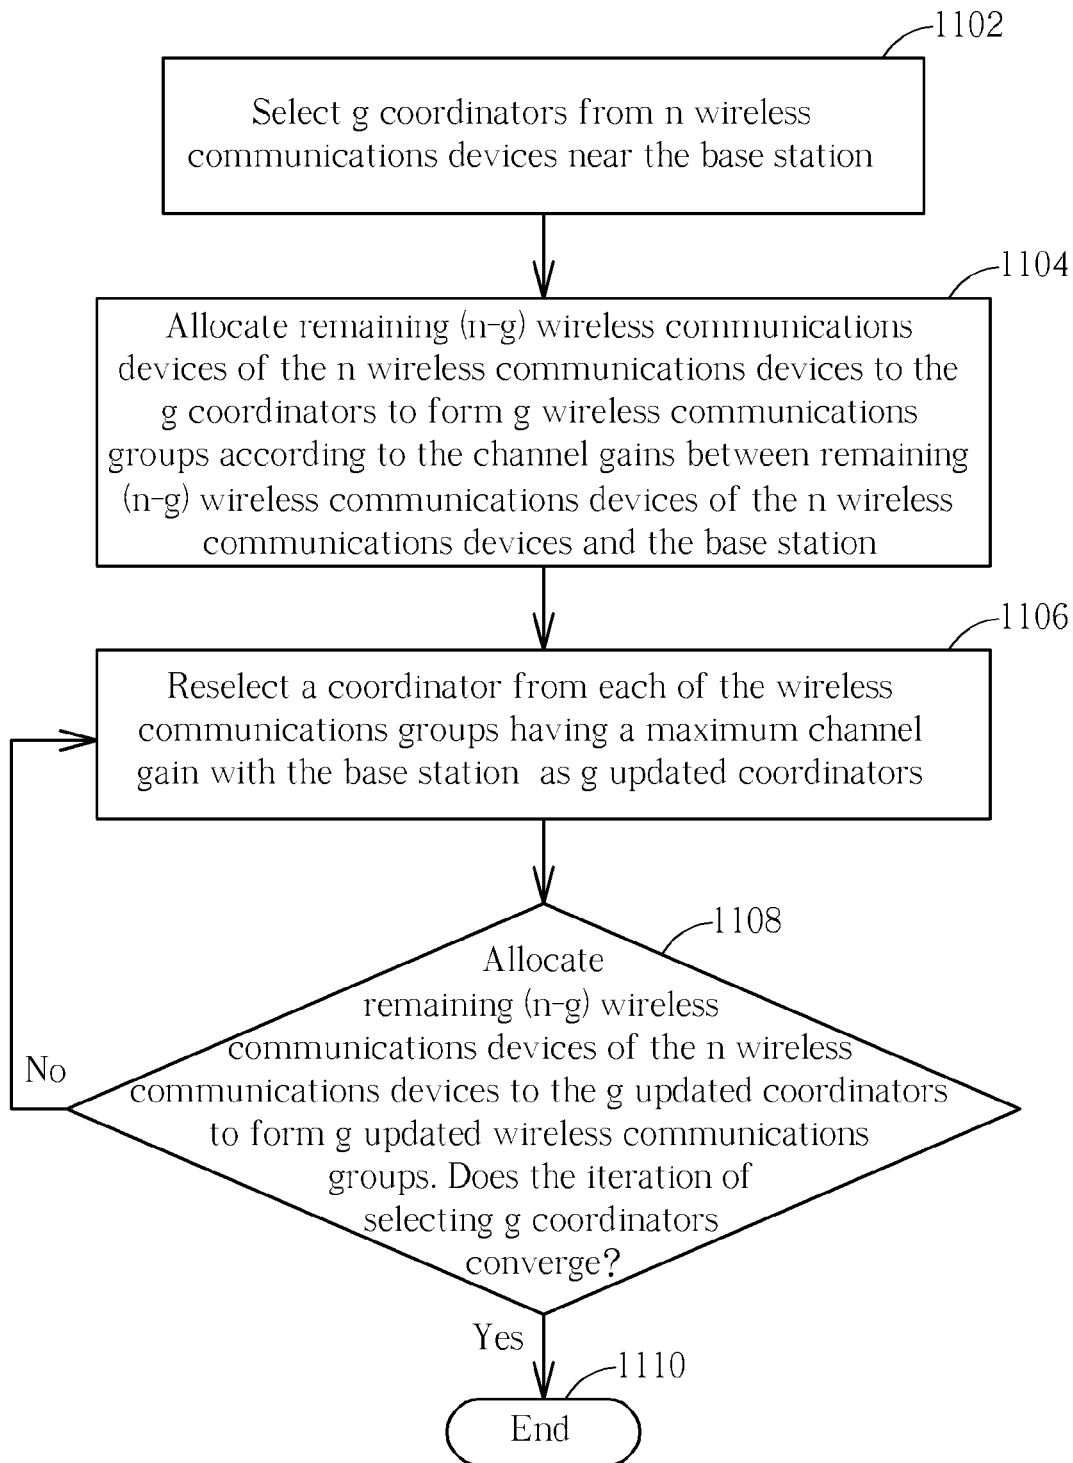 1102
Select g coordinators from n wireless
communications devices near the base station
1104
Allocate remaining (n-g) wireless communications
devices of the n wireless communications devices to the
g coordinators to form g wireless communications
groups according to the channel gains between remaining
(n-g) wireless communications devices of the n wireless
communications devices and the base station
1106
Reselect a coordinator from each of the wireless
communications groups having a maximum channel
gain with the base station as g updated coordinators
1108
Allocate
remaining (n-g) wireless
communications devices of the n wireless
communications devices to the g updated coordinators
to form g updated wireless communications
groups. Does the iteration of
selecting g coordinators
converge?
No
Yes
1110
End